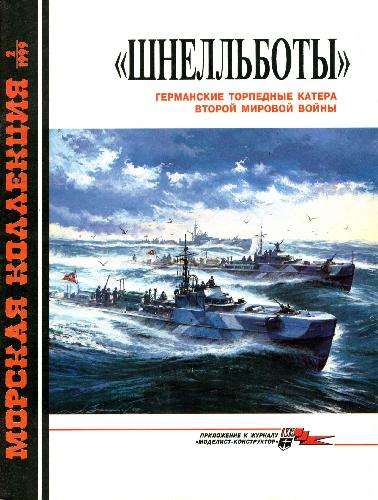 «ШНЕЛЛЬБОТЫ»
ГЕРМАНСКИЕ ТОРПЕДНЫЕ КАТЕРА
ВТОРОЙ МИРОВОЙ ВОЙНЫ
МОРСКАЯ КОЛЛЕКЦИЯ
2
1999
ПРИЛОЖЕНИЕ К ЖУРНАЛУ
«МОДЕЛИСТ-КОНСТРУКТОР»